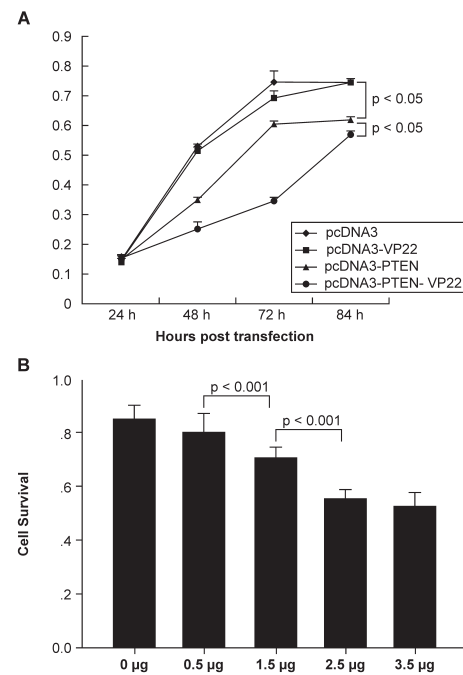 A
0.9
0.8
0.7
0.6
0.5
0.4
0.3
0.2
0.1
0
p < 0.05
p < 0.05
pcDNA3
pcDNA3-VP22
pcDNA3-PTEN
pcDNA3-PTEN- VP22
24 h 48 h 72 h 84 h
Hours post transfection
B
Cell Survival
1.0
.8
.6
.4
.2
0.0
p < 0.001
p < 0.001
0 µg 0.5 µg 1.5 µg 2.5 µg 3.5 µg